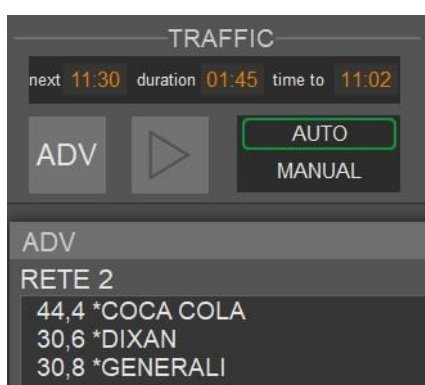 TRAFFIC
next 11:30 duration 01:45 time to 11:02
ADV
AUTO
MANUAL
ADV
RETE 2
44,4 *COCA COLA
30,6 *DIXAN
30,8 *GENERALI